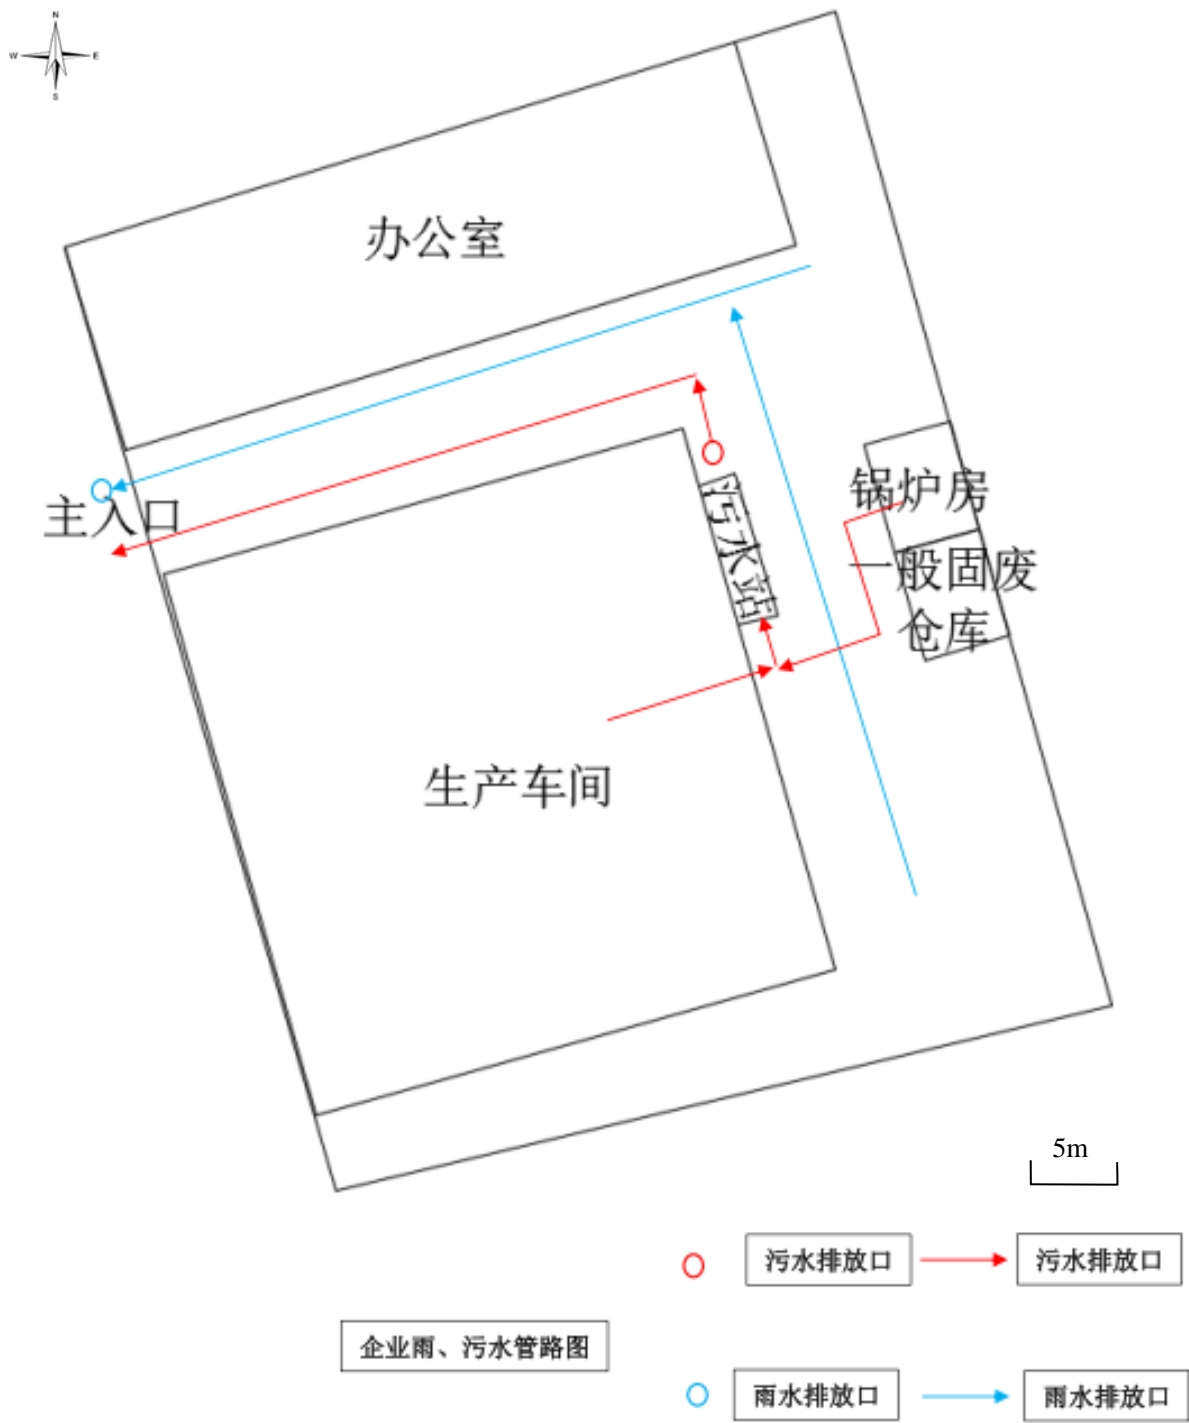 N
W
E
S
办公室
主入口
污水站
锅炉房
一般固废
仓库
生产车间
5m
污水排放口
污水排放口
企业雨、污水管路图
雨水排放口
雨水排放口